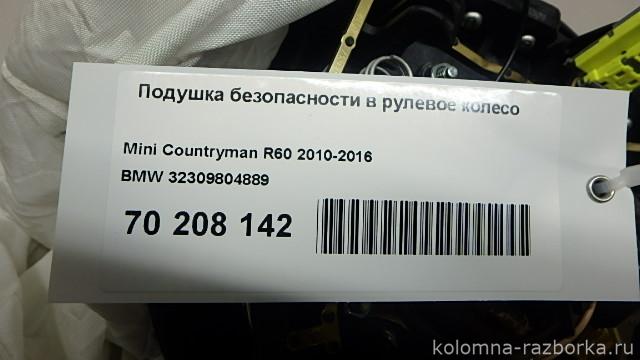 Подушка безопасности в рулевое колесо
Mini Countryman R60 2010-2016
BMW 32309804889
70 208 142
kolomna-razborka.ru